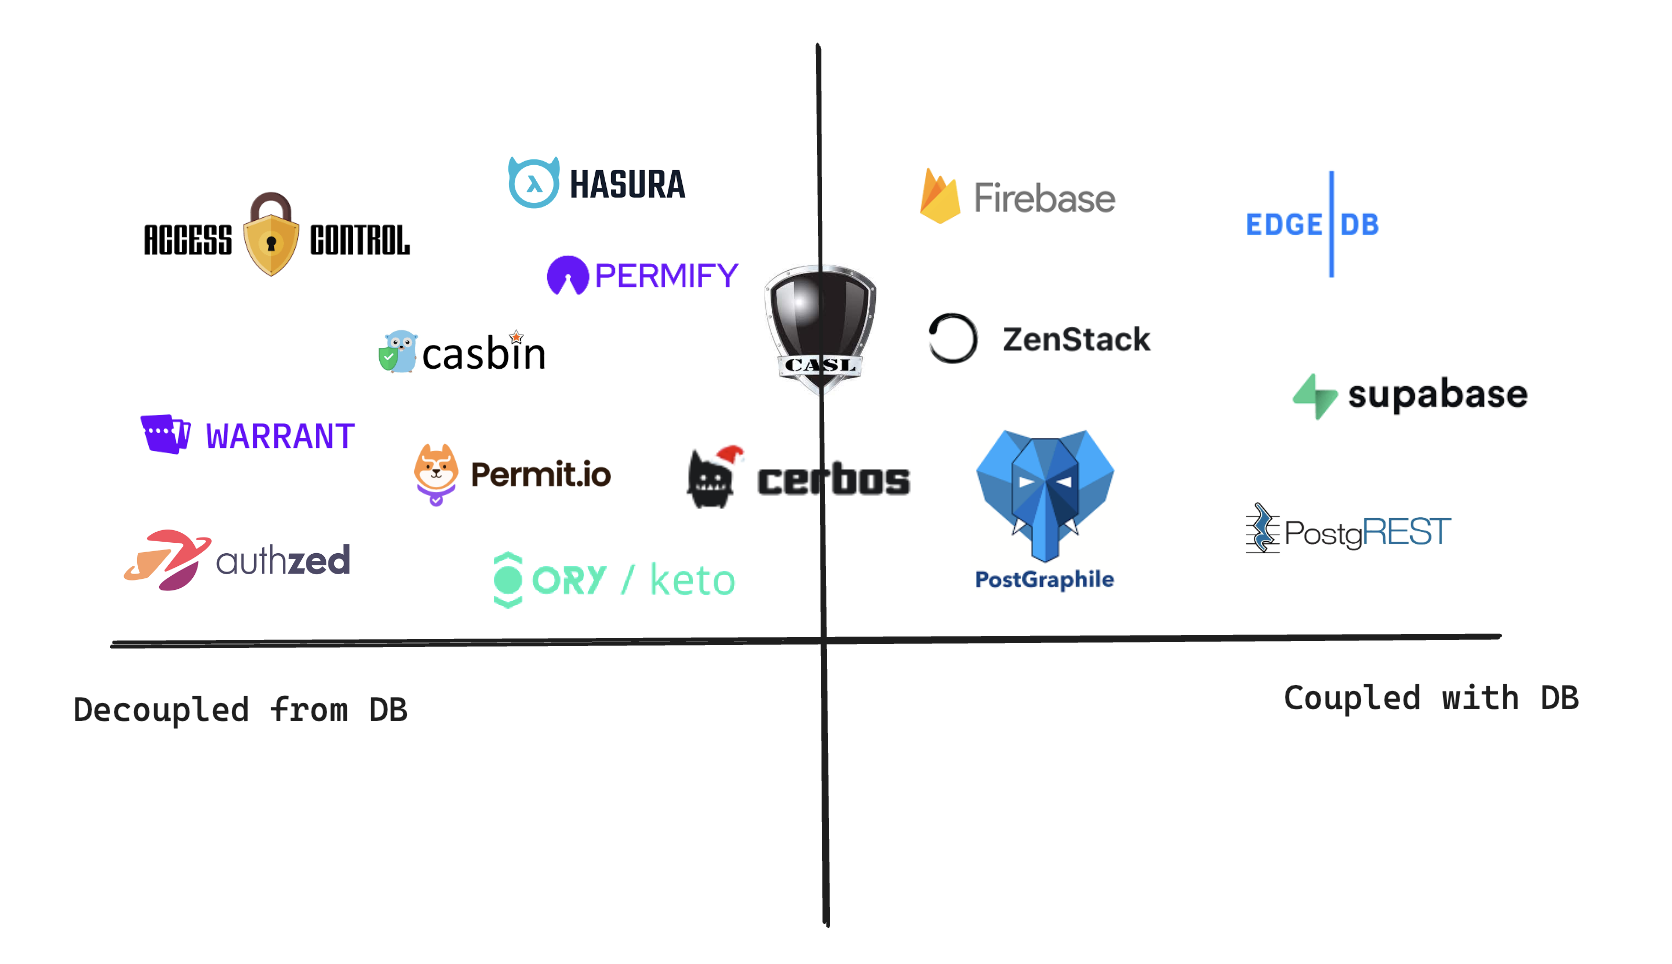 HASURA
Firebase
ACCESS CONTROL
EDGE DB
PERMIFY
casbin
CASL
ZenStack
supabase
WARRANT
Permit.io
cerbos
PostgREST
authzed
ORY / keto
PostGraphile
Decoupled from DB
Coupled with DB